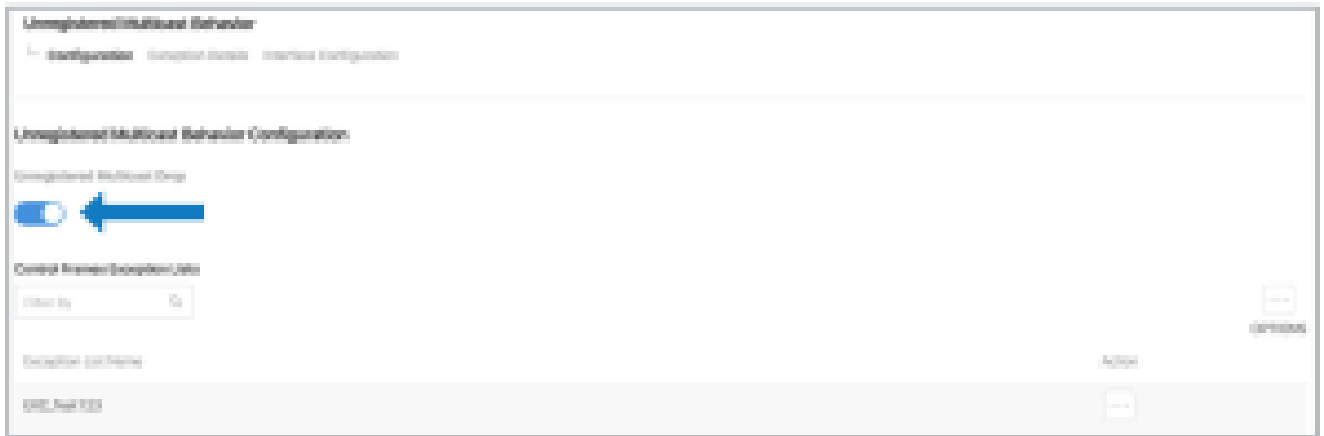 Unregistered Multicast Behavior
Configuration Exception Details Interface Configuration
Unregistered Multicast Behavior Configuration
Unregistered Multicast Drop
Control Frames Exception Lists
Filter By
OPTIONS
Exception List Name Action